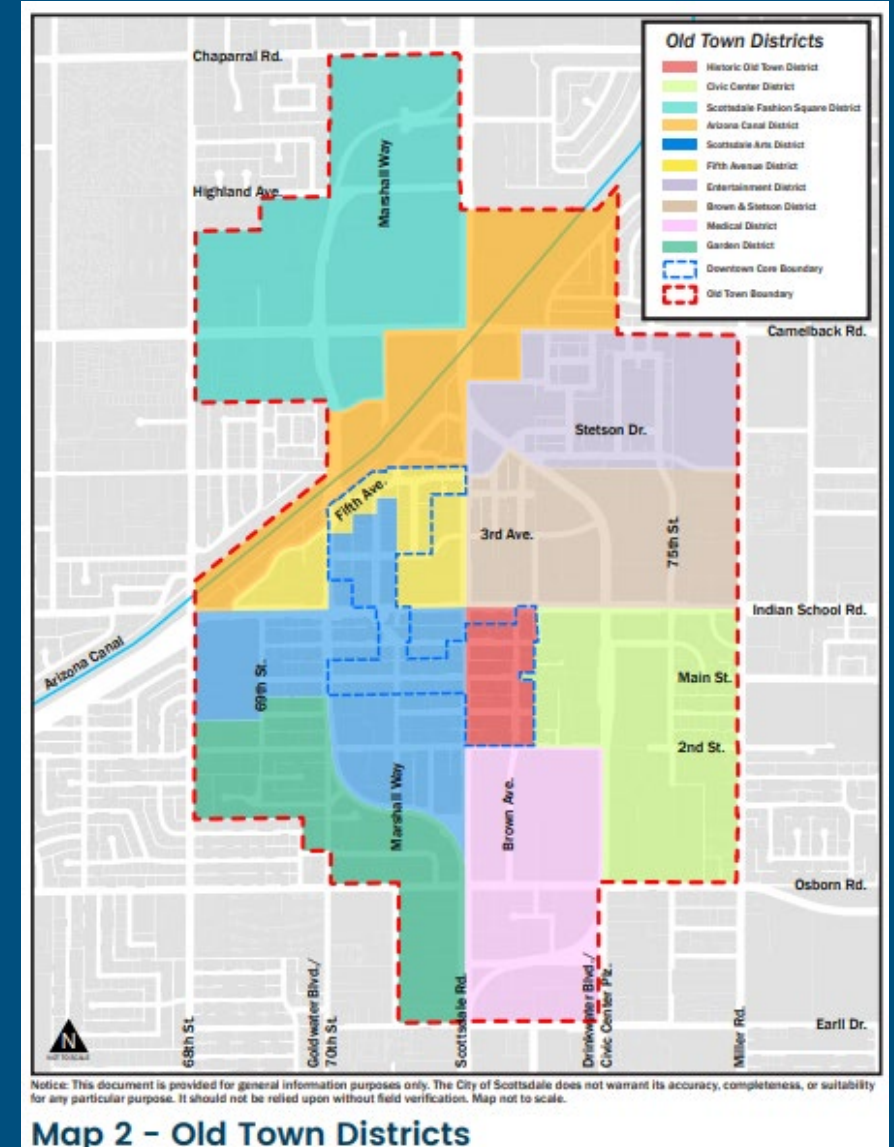 Old Town Districts
Historic Old Town District
Civic Center District
Scottsdale Fashion Square District
Arizona Canal District
Scottsdale Arts District
Fifth Avenue District
Entertainment District
Brown & Stetson District
Medical District
Garden District
Downtown Core Boundary
Old Town Boundary
Chaparral Rd.
Marshall Way
Highland Ave.
Camelback Rd.
Stetson Dr.
Fifth Ave.
3rd Ave.
75th St.
Indian School Rd.
Arizona Canal
69th St.
Main St.
2nd St.
Marshall Way
Brown Ave.
Osborn Rd.
68th St.
Goldwater Blvd./
70th St.
Scottsdale Rd.
Drinkwater Blvd./
Civic Center Plz.
Miller Rd.
Earll Dr.
N
NOT TO SCALE
Notice: This document is provided for general information purposes only. The City of Scottsdale does not warrant its accuracy, completeness, or suitability
for any particular purpose. It should not be relied upon without field verification. Map not to scale.
Map 2 - Old Town Districts